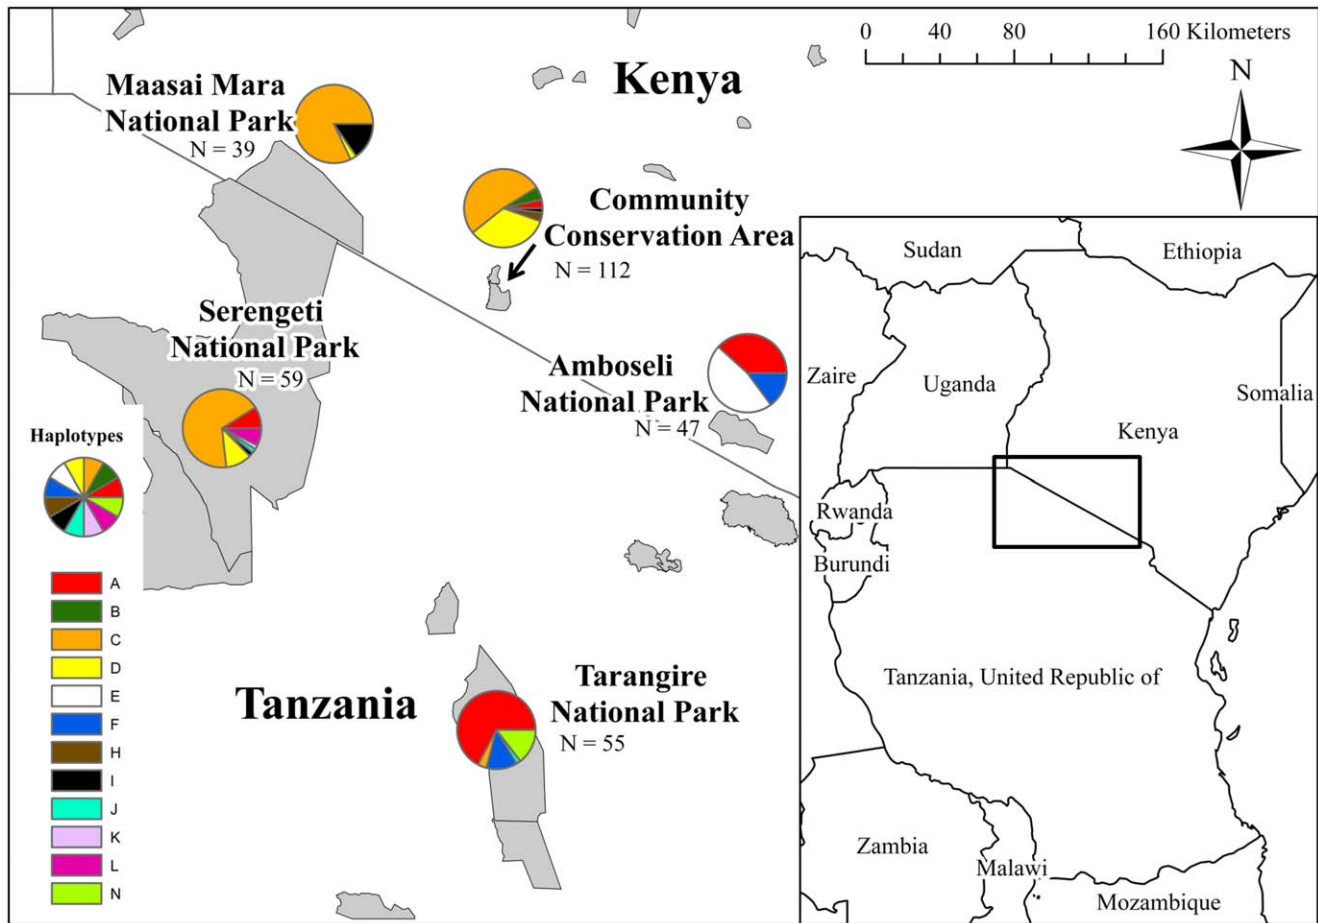 0 40 80 160 Kilometers
N
Kenya
Maasai Mara
National Park
N = 39
Community
Conservation Area
N = 112
Serengeti
National Park
N = 59
Amboseli
National Park
N = 47
Haplotypes
A
B
C
D
E
F
H
I
J
K
L
N
Tanzania
Tarangire
National Park
N = 55
Sudan
Ethiopia
Zaire
Uganda
Somalia
Kenya
Rwanda
Burundi
Tanzania, United Republic of
Zambia
Malawi
Mozambique